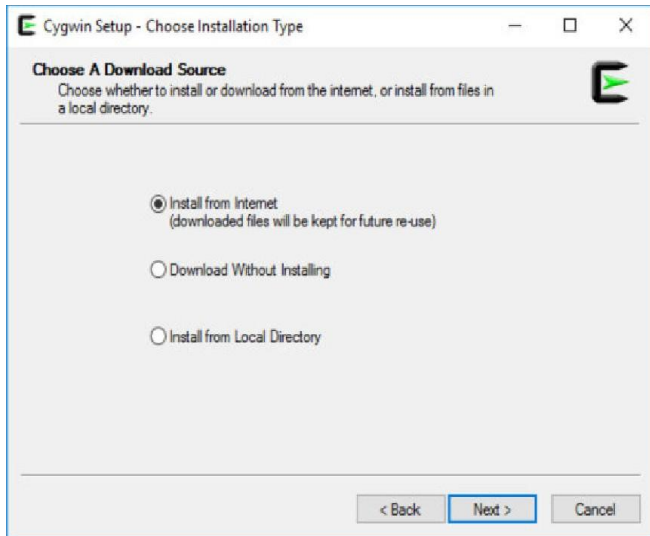 Cygwin Setup - Choose Installation Type
Choose A Download Source
Choose whether to install or download from the internet, or install from files in
a local directory.
Install from Internet
(downloaded files will be kept for future re-use)
Download Without Installing
Install from Local Directory
< Back Next > Cancel